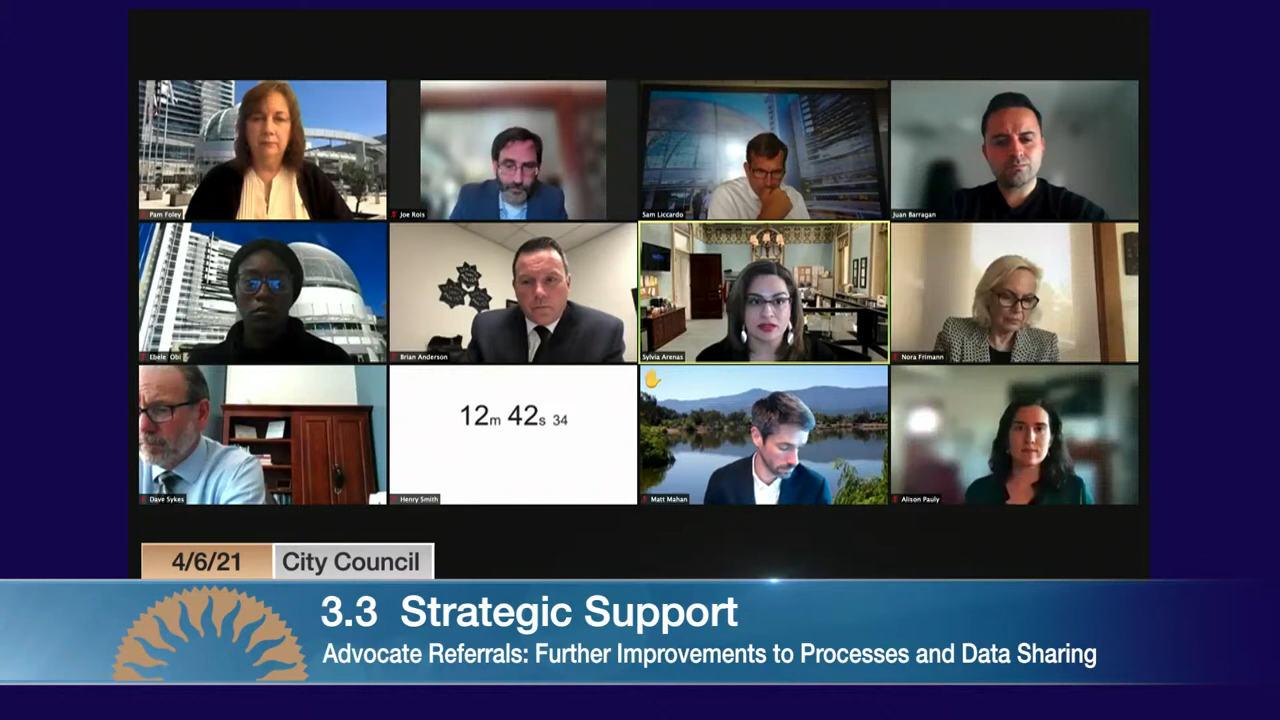 Pam Foley
Joe Rois
Sam Liccardo
Juan Barragan
Ebele Obi
Brian Anderson
Sylvia Arenas
Nora Frimann
12m 42s 34
Dave Sykes
Henry Smith
Matt Mahan
Alison Pauly
4/6/21 City Council
3.3 Strategic Support
Advocate Referrals: Further Improvements to Processes and Data Sharing